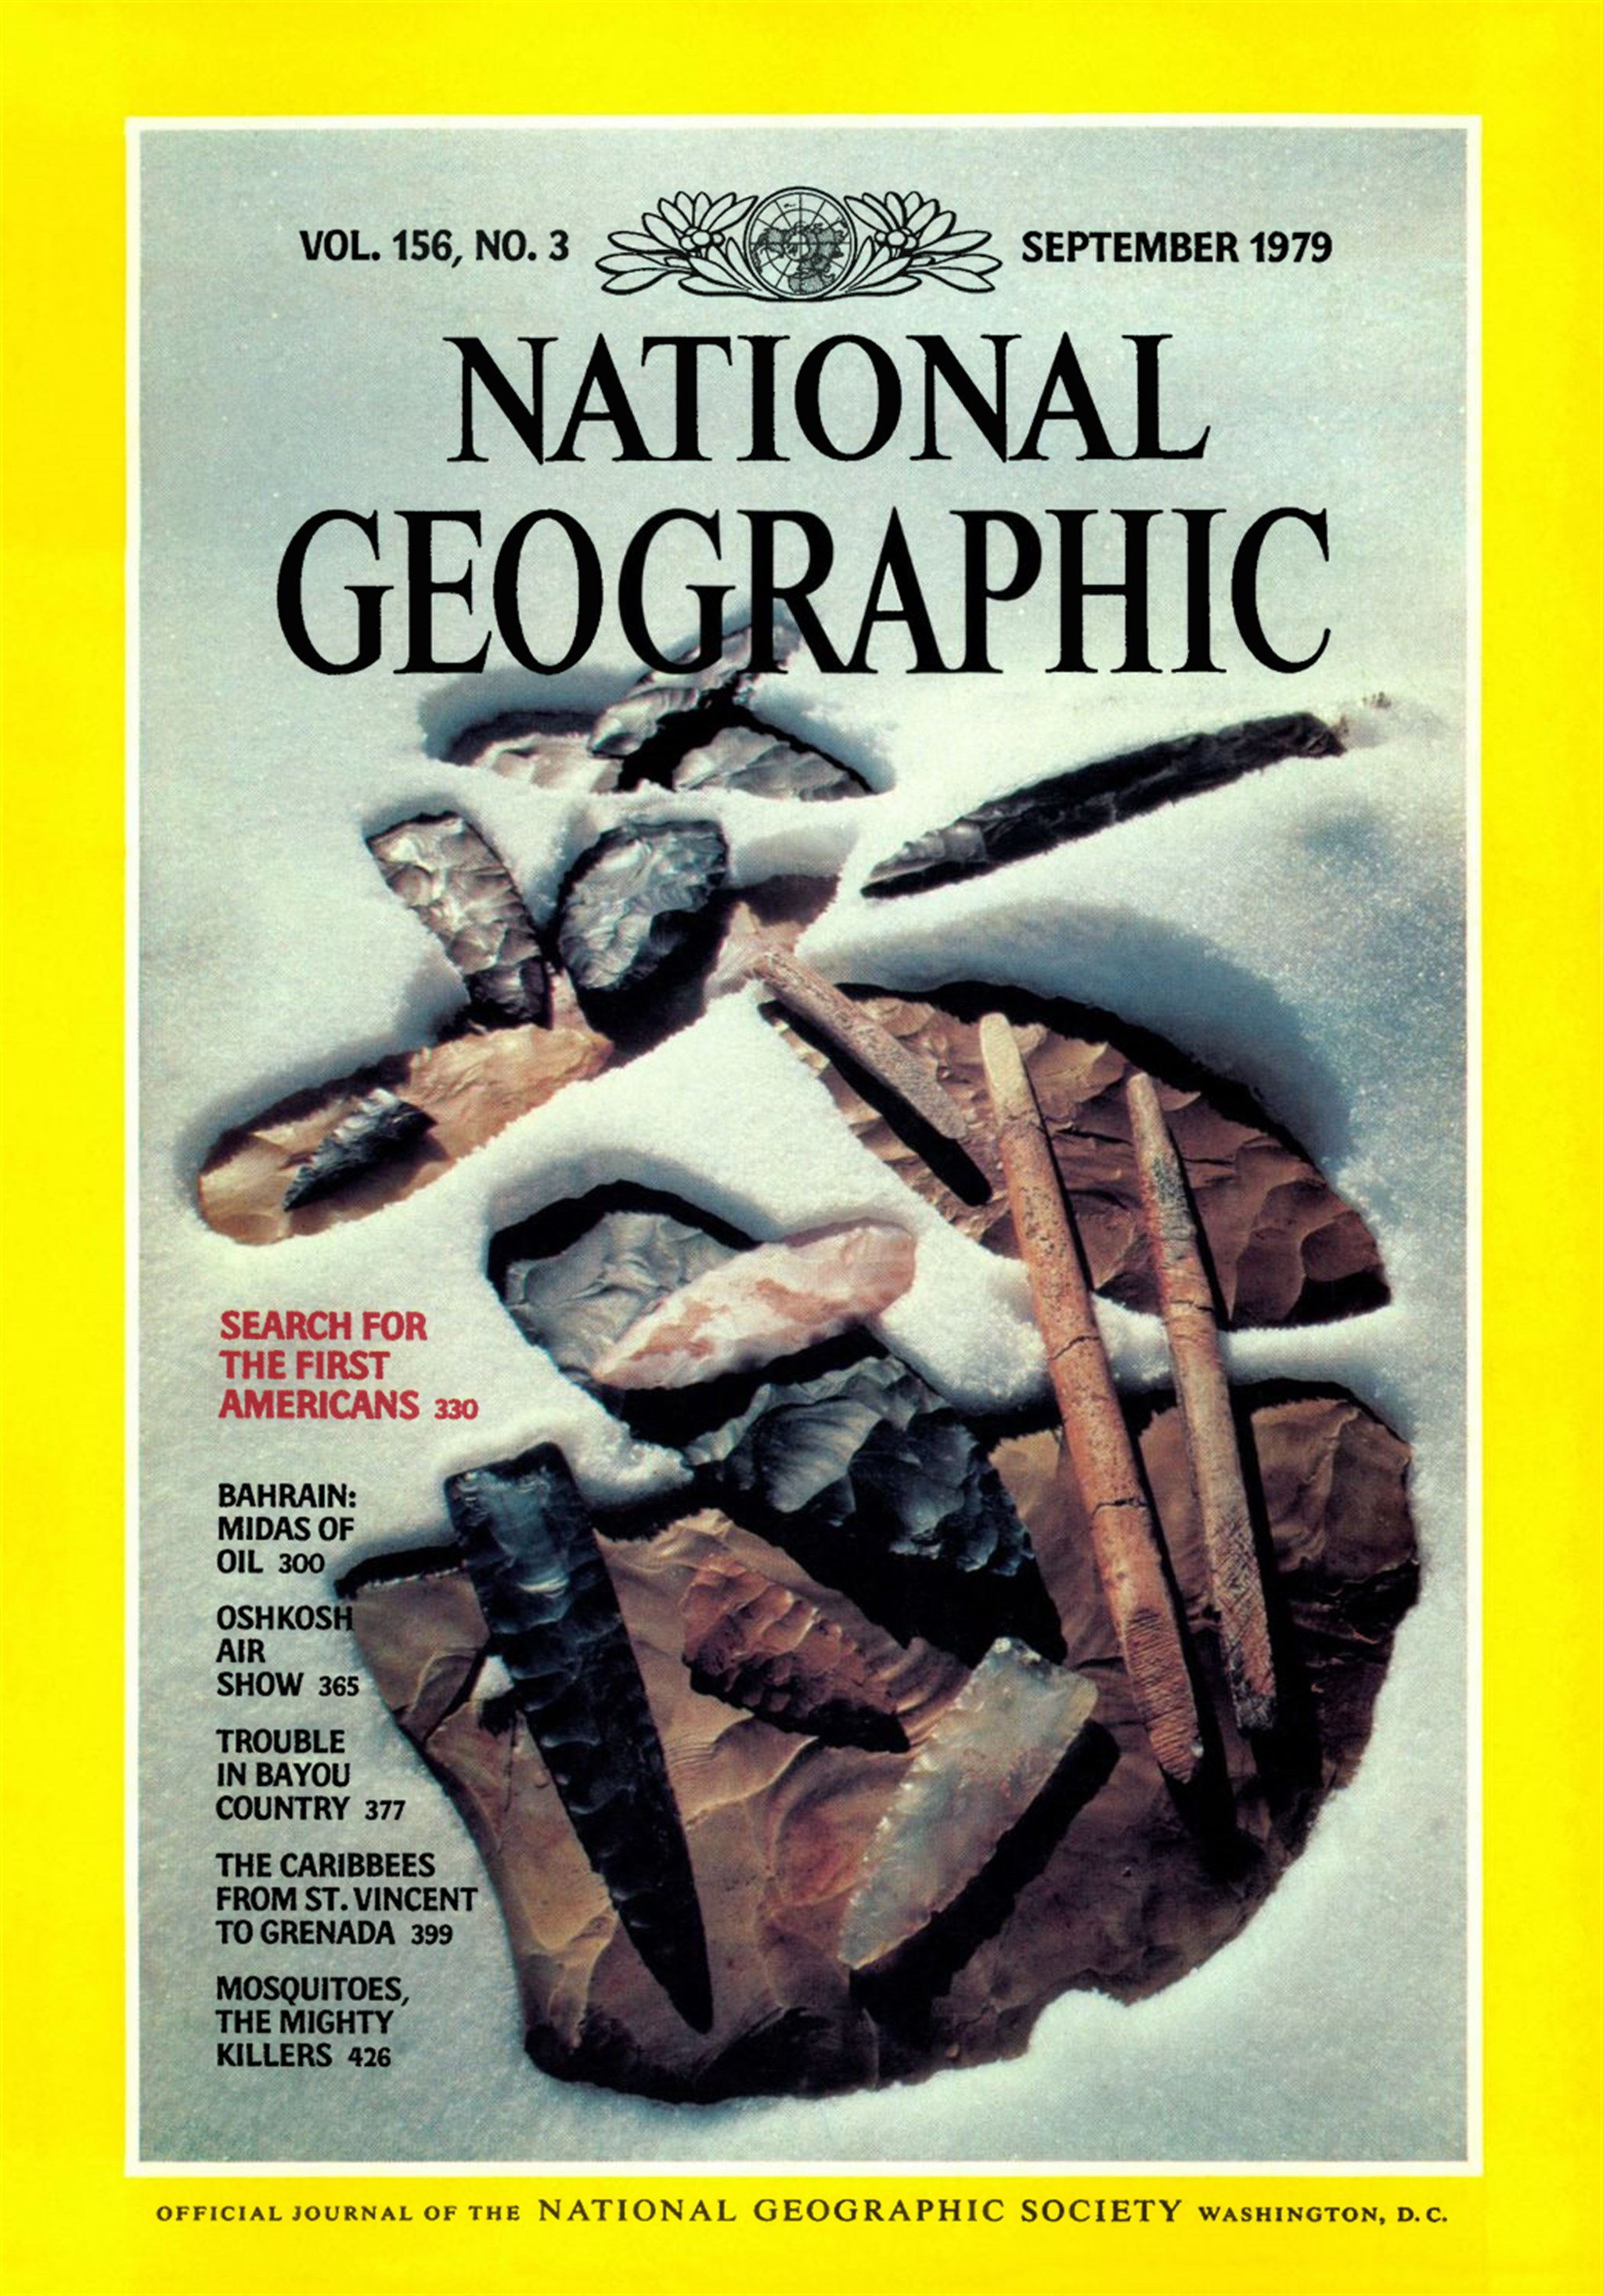 VOL. 156, NO. 3 SEPTEMBER 1979
NATIONAL
GEOGRAPHIC
SEARCH FOR
THE FIRST
AMERICANS 330
BAHRAIN:
MIDAS OF
OIL 300
OSHKOSH
AIR
SHOW 365
TROUBLE
IN BAYOU
COUNTRY 377
THE CARIBBEES
FROM ST. VINCENT
TO GRENADA 399
MOSQUITOES,
THE MIGHTY
KILLERS 426
OFFICIAL JOURNAL OF THE NATIONAL GEOGRAPHIC SOCIETY WASHINGTON, D.C.